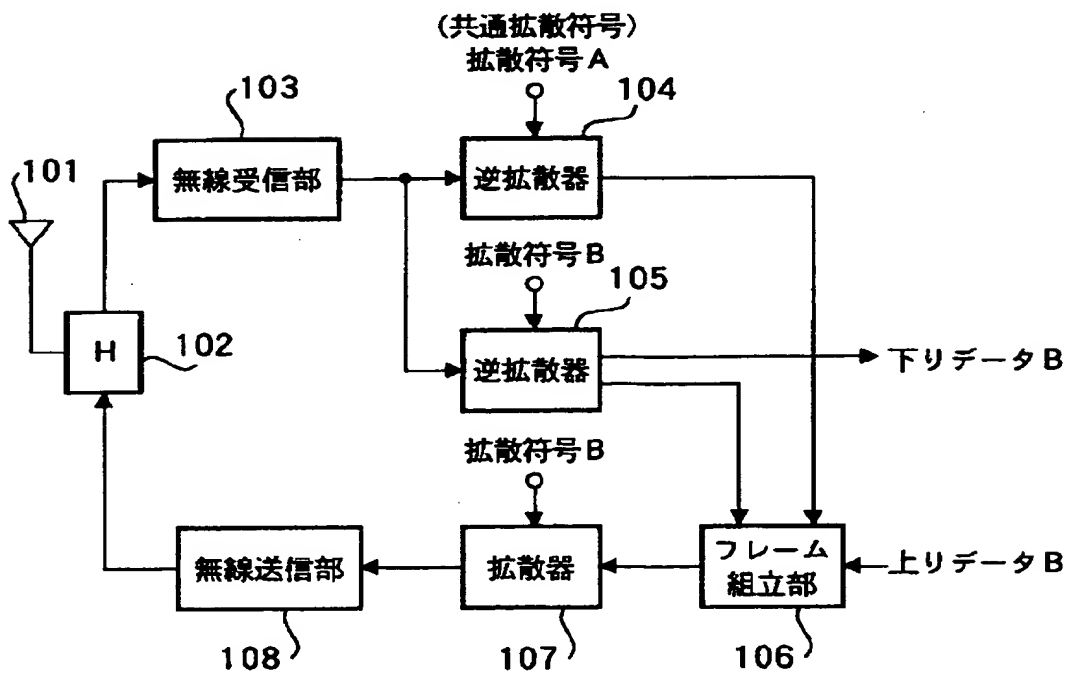 (共通拡散符号)
拡散符号A
103
104
無線受信部
逆拡散器
101
拡散符号B
105
H
102
逆拡散器
下りデータB
拡散符号B
無線送信部
拡散器
フレーム
組立部
上りデータB
108
107
106